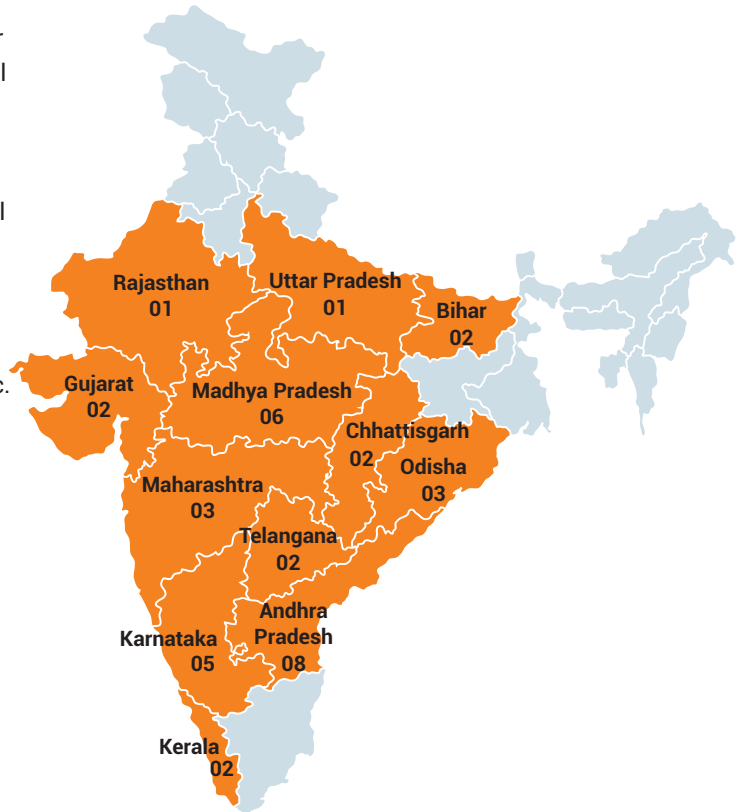 r
l
l
c.
Rajasthan
01
Uttar Pradesh
01
Bihar
02
Gujarat
02
Madhya Pradesh
06
Chhattisgarh
02
Odisha
03
Maharashtra
03
Telangana
02
Andhra
Pradesh
08
Karnataka
05
Kerala
02